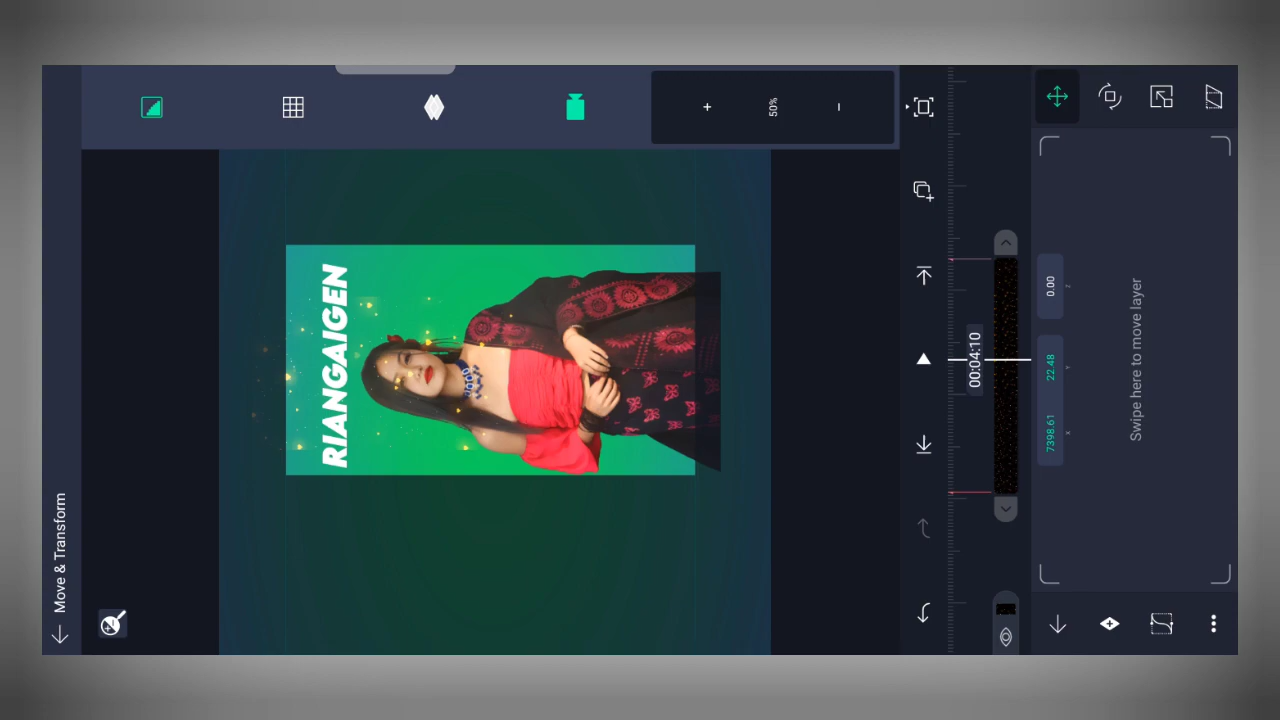 Move & Transform
+
50%
-
RIANGAIGEN
00:04:10
7398.61
22.48
0.00
X
Y
Z
Swipe here to move layer